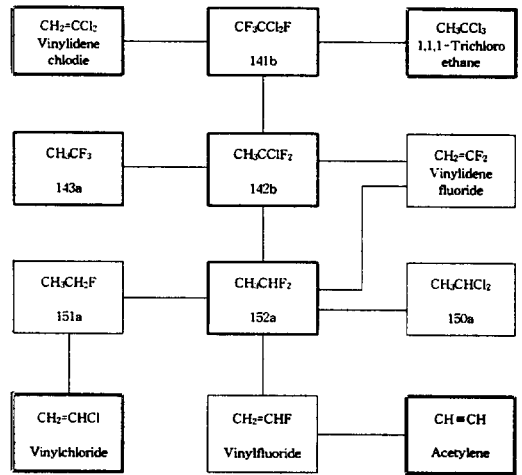 CH₂=CCl₂
Vinylidene
chlodie
CF₃CCl₂F
141b
CH₃CCl₃
1,1,1-Trichloro
ethane
CH₃CF₃
143a
CH₃CClF₂
142b
CH₂=CF₂
Vinylidene
fluoride
CH₃CH₂F
151a
CH₃CHF₂
152a
CH₃CHCl₂
150a
CH₂=CHCl
Vinylchloride
CH₂=CHF
Vinylfluoride
CH≡CH
Acetylene